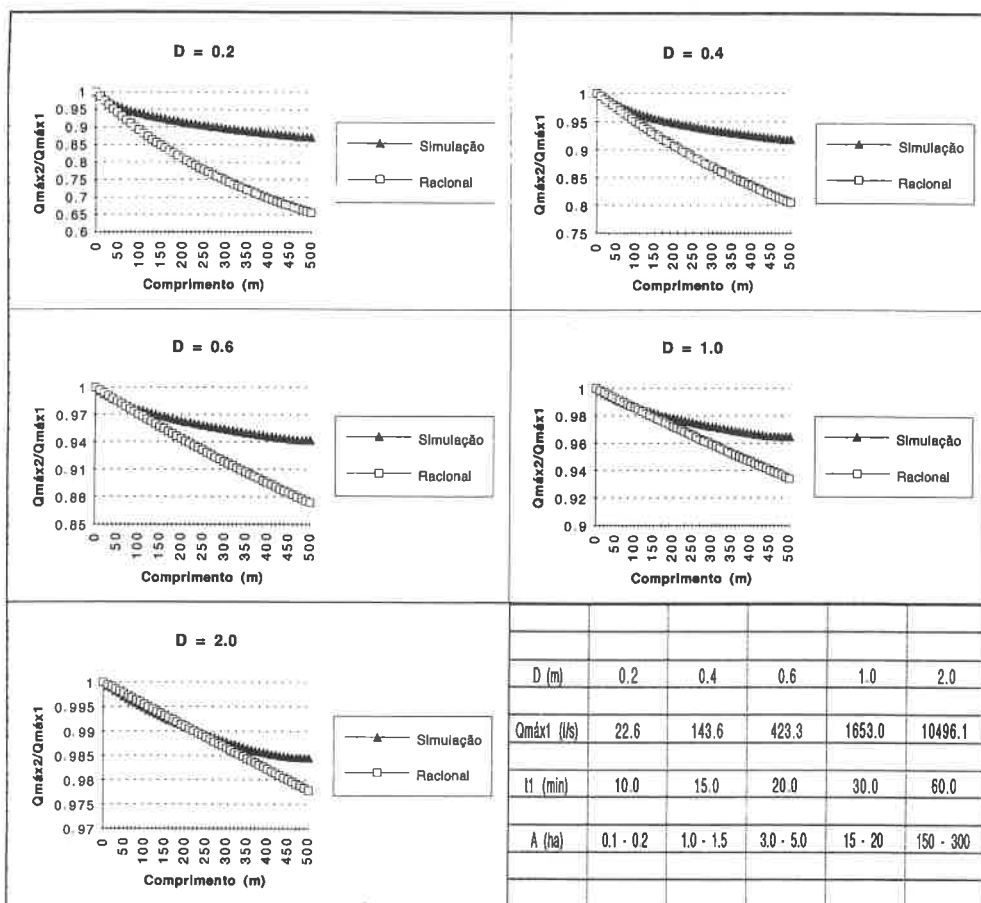 D = 0.2
Qmáx2/Qmáx1
1
0.95
0.9
0.85
0.8
0.75
0.7
0.65
0.6
0 50 100 150 200 250 300 350 400 450 500
Comprimento (m)
Simulação
Racional
D = 0.4
Qmáx2/Qmáx1
1
0.95
0.9
0.85
0.8
0.75
0 50 100 150 200 250 300 350 400 450 500
Comprimento (m)
Simulação
Racional
D = 0.6
Qmáx2/Qmáx1
1
0.97
0.94
0.91
0.88
0.85
0 50 100 150 200 250 300 350 400 450 500
Comprimento (m)
Simulação
Racional
D = 1.0
Qmáx2/Qmáx1
1
0.98
0.96
0.94
0.92
0.9
0 50 100 150 200 250 300 350 400 450 500
Comprimento (m)
Simulação
Racional
D = 2.0
Qmáx2/Qmáx1
1
0.995
0.99
0.985
0.98
0.975
0.97
0 50 100 150 200 250 300 350 400 450 500
Comprimento (m)
Simulação
Racional
D (m) 0.2 0.4 0.6 1.0 2.0
Qmáx1 (l/s) 22.6 143.6 423.3 1653.0 10496.1
t1 (min) 10.0 15.0 20.0 30.0 60.0
A (ha) 0.1 - 0.2 1.0 - 1.5 3.0 - 5.0 15 - 20 150 - 300